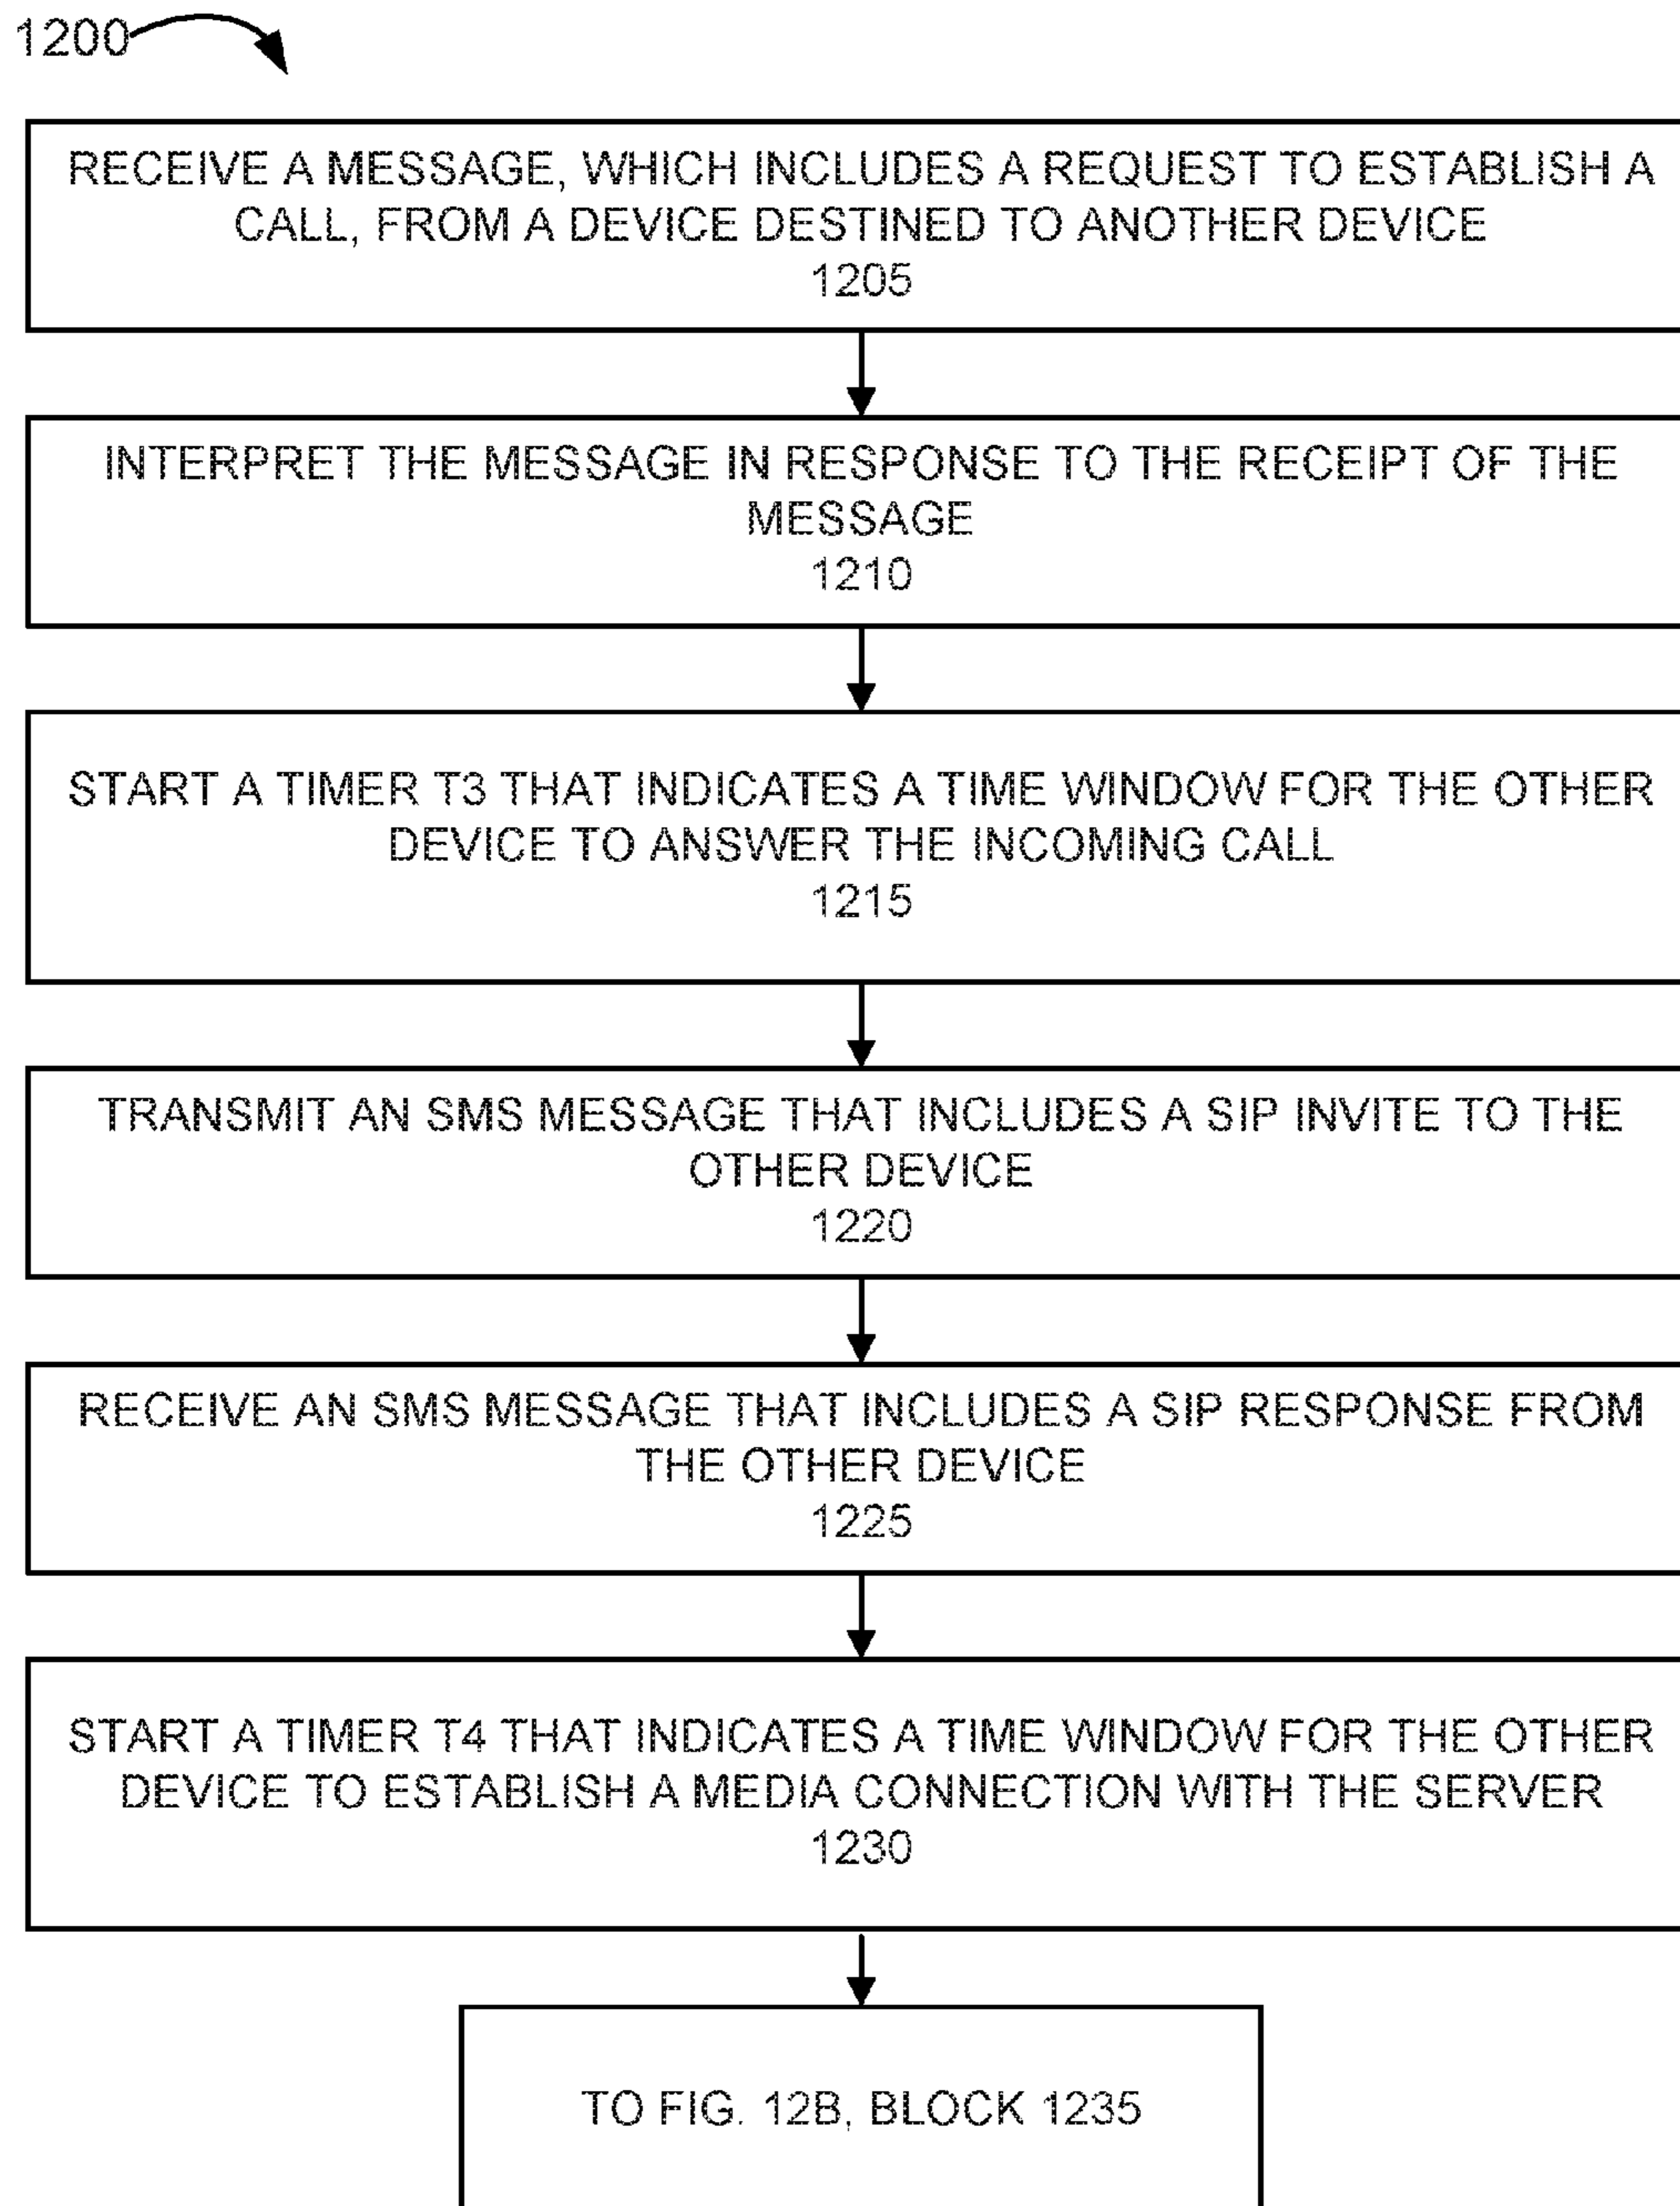 1200
RECEIVE A MESSAGE, WHICH INCLUDES A REQUEST TO ESTABLISH A
CALL, FROM A DEVICE DESTINED TO ANOTHER DEVICE
1205
INTERPRET THE MESSAGE IN RESPONSE TO THE RECEIPT OF THE
MESSAGE
1210
START A TIMER T3 THAT INDICATES A TIME WINDOW FOR THE OTHER
DEVICE TO ANSWER THE INCOMING CALL
1215
TRANSMIT AN SMS MESSAGE THAT INCLUDES A SIP INVITE TO THE
OTHER DEVICE
1220
RECEIVE AN SMS MESSAGE THAT INCLUDES A SIP RESPONSE FROM
THE OTHER DEVICE
1225
START A TIMER T4 THAT INDICATES A TIME WINDOW FOR THE OTHER
DEVICE TO ESTABLISH A MEDIA CONNECTION WITH THE SERVER
1230
TO FIG. 12B, BLOCK 1235